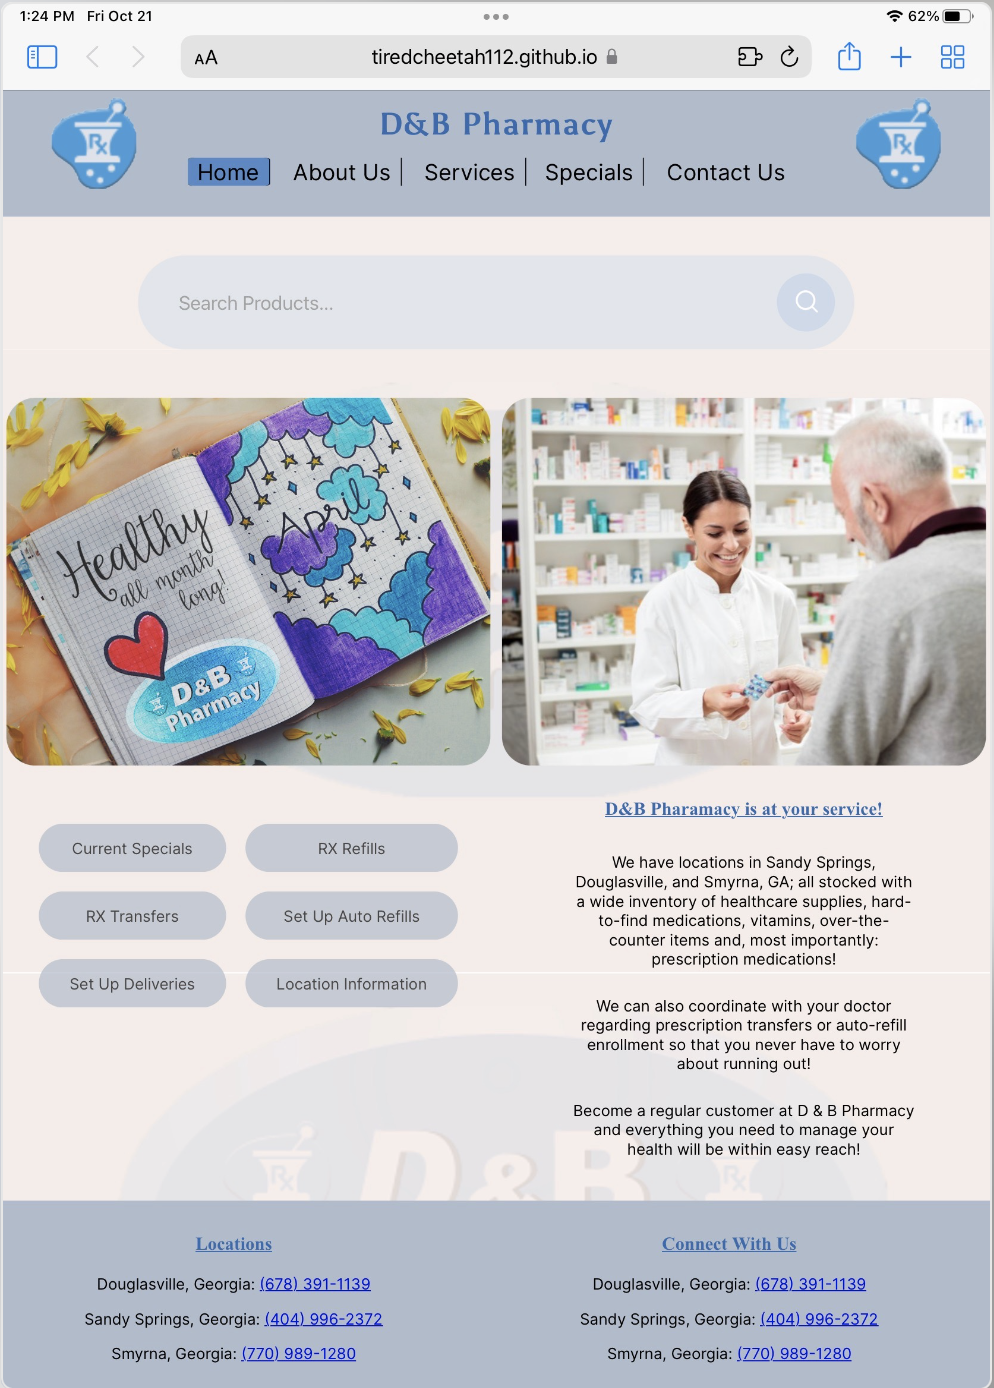 1:24 PM Fri Oct 21
62%
AA
tiredcheetah112.github.io
D&B Pharmacy
Rx
Rx
Home
About Us
Services
Specials
Contact Us
Search Products...
Healthy
all month
long!
April
D&B
Pharmacy
D&B Pharamacy is at your service!
Current Specials
RX Refills
RX Transfers
Set Up Auto Refills
Set Up Deliveries
Location Information
We have locations in Sandy Springs,
Douglasville, and Smyrna, GA; all stocked with
a wide inventory of healthcare supplies, hard-
to-find medications, vitamins, over-the-
counter items and, most importantly:
prescription medications!
We can also coordinate with your doctor
regarding prescription transfers or auto-refill
enrollment so that you never have to worry
about running out!
Become a regular customer at D & B Pharmacy
and everything you need to manage your
health will be within easy reach!
Rx
D&B
Rx
Locations
Douglasville, Georgia: (678) 391-1139
Sandy Springs, Georgia: (404) 996-2372
Smyrna, Georgia: (770) 989-1280
Connect With Us
Douglasville, Georgia: (678) 391-1139
Sandy Springs, Georgia: (404) 996-2372
Smyrna, Georgia: (770) 989-1280